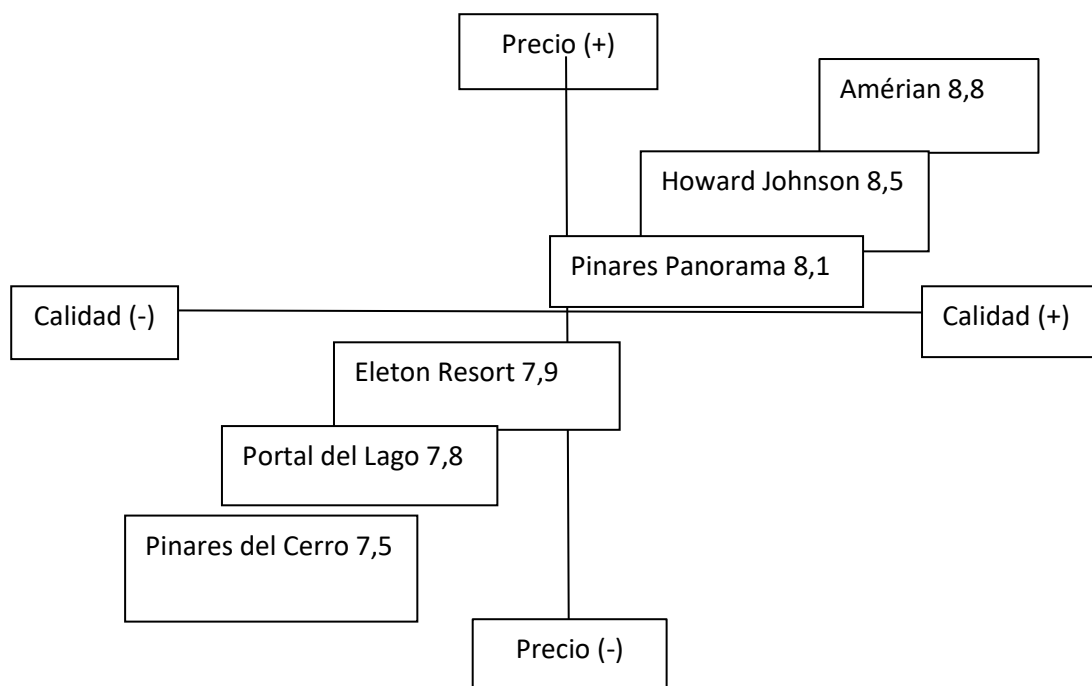 Precio (+)
Amérian 8,8
Howard Johnson 8,5
Pinares Panorama 8,1
Calidad (-)
Calidad (+)
Eleton Resort 7,9
Portal del Lago 7,8
Pinares del Cerro 7,5
Precio (-)